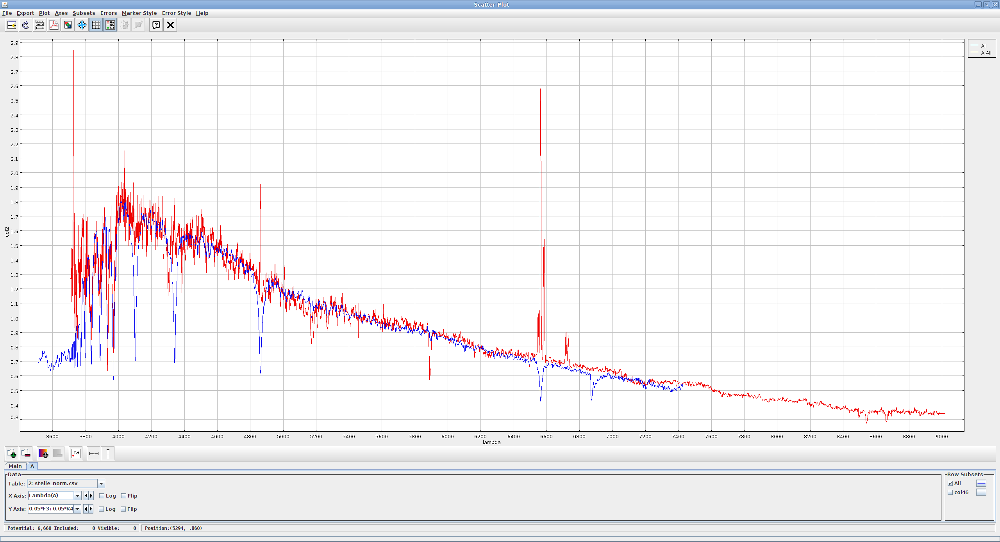 Scatter Plot
File Export Plot Axes Subsets Errors Marker Style Error Style Help
All
A.All
2.9
2.8
2.7
2.6
2.5
2.4
2.3
2.2
2.1
2.0
1.9
1.8
1.7
1.6
1.5
1.4
1.3
1.2
1.1
1.0
0.9
0.8
0.7
0.6
0.5
0.4
0.3
col2
3600 3800 4000 4200 4400 4600 4800 5000 5200 5400 5600 5800 6000 6200 6400 6600 6800 7000 7200 7400 7600 7800 8000 8200 8400 8600 8800 9000
lambda
Main A
Data
Table: 2: stelle_norm.csv
X Axis: Lambda(A) Log Flip
Y Axis: 0.05*F3+0.05*K4 Log Flip
Row Subsets
All
col46
Potential: 6,660 Included: 0 Visible: 0 Position:(5294, .860)